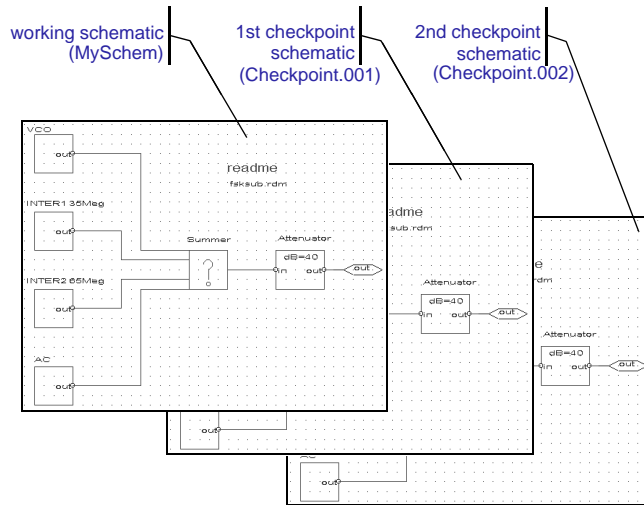 working schematic
(MySchem)
1st checkpoint
schematic
(Checkpoint.001)
2nd checkpoint
schematic
(Checkpoint.002)
VCO
out
readme
fsksub.rdm
INTER1 35Meg
out
Summer
?
Attenuator
dB=40
in out
out
INTER2 65Meg
out
AC
out
adme
sub.rdm
Attenuator
dB=40
in out
out
out
e
rdm
Attenuator
dB=40
in out
out
out